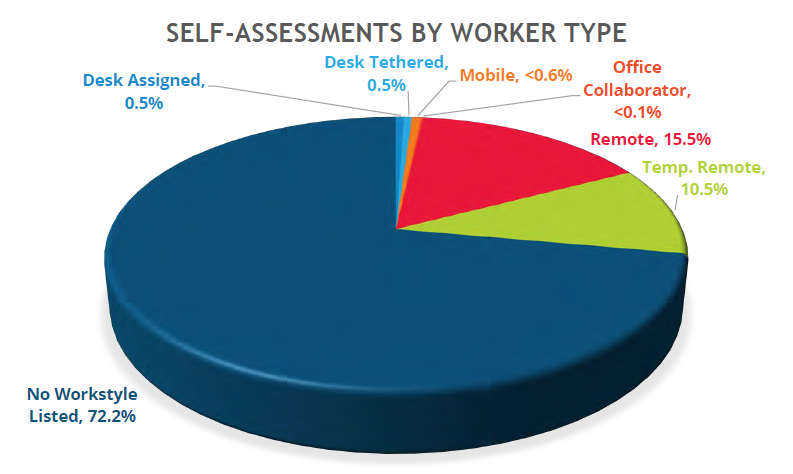 SELF-ASSESSMENTS BY WORKER TYPE
Desk Assigned,
0.5%
Desk Tethered,
0.5%
Mobile, <0.6%
Office
Collaborator,
<0.1%
Remote, 15.5%
Temp. Remote,
10.5%
No Workstyle
Listed, 72.2%